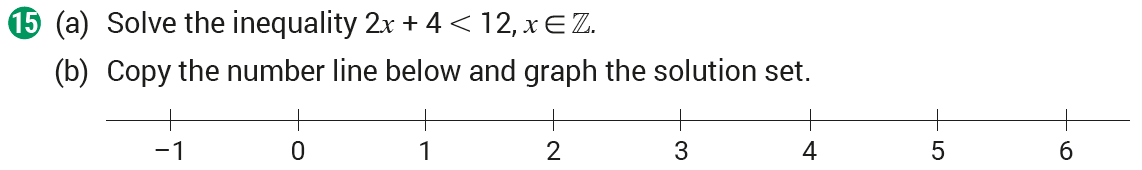 15 (a) Solve the inequality 2x + 4 < 12, x ∈ ℤ.
(b) Copy the number line below and graph the solution set.
−1 0 1 2 3 4 5 6